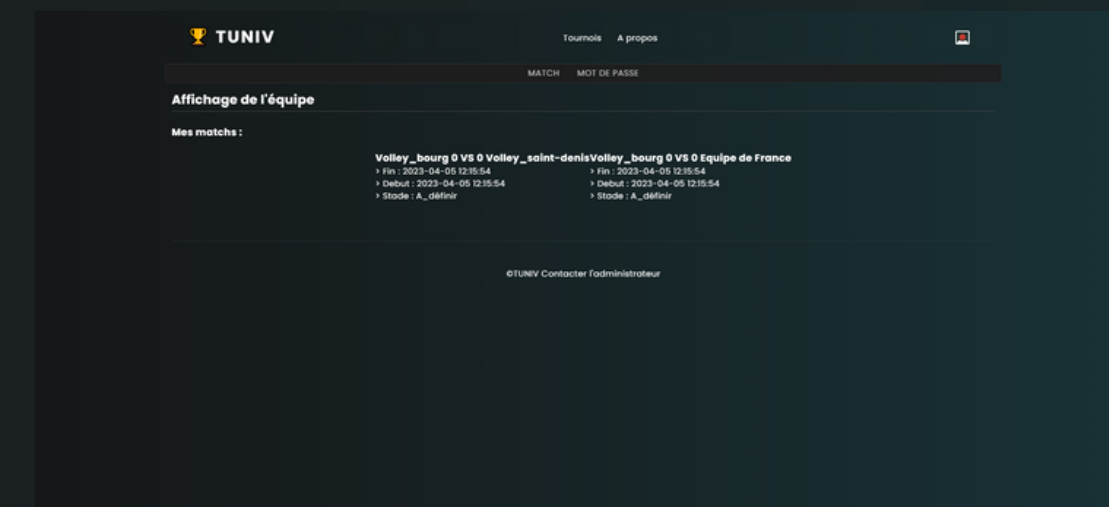 TUNIV
Tournois A propos
MATCH MOT DE PASSE
Affichage de l'équipe
Mes matchs :
Volley_bourg 0 VS 0 Volley_saint-denis
> Fin : 2023-04-05 12:15:54
> Debut : 2023-04-05 12:15:54
> Stade : A_définir
Volley_bourg 0 VS 0 Equipe de France
> Fin : 2023-04-05 12:15:54
> Debut : 2023-04-05 12:15:54
> Stade : A_définir
©TUNIV Contacter l'administrateur